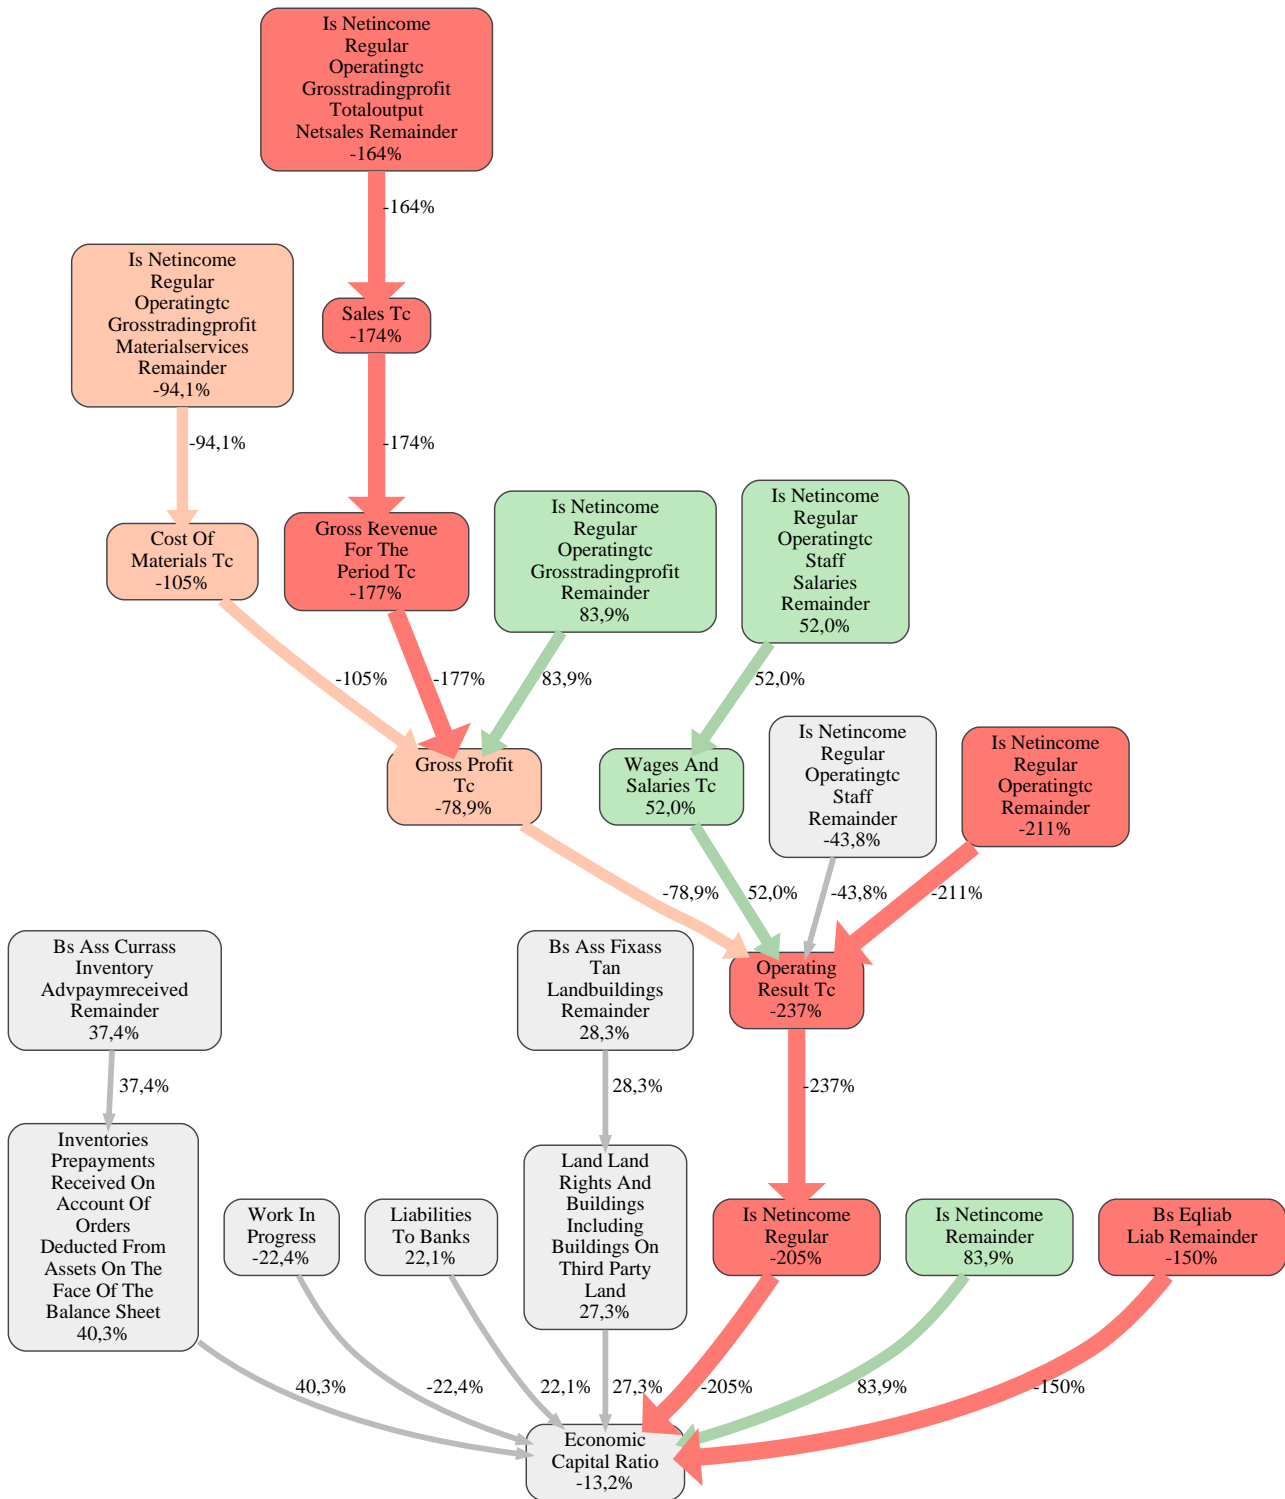 Is Netincome
Regular
Operatingtc
Grosstradingprofit
Totaloutput
Netsales Remainder
-164%
-164%
Is Netincome
Regular
Operatingtc
Grosstradingprofit
Materialservices
Remainder
-94,1%
Sales Tc
-174%
-94,1%
-174%
Is Netincome
Regular
Operatingtc
Staff
Salaries
Remainder
52,0%
Is Netincome
Regular
Operatingtc
Grosstradingprofit
Remainder
83,9%
Gross Revenue
For The
Period Tc
-177%
Cost Of
Materials Tc
-105%
-105%
-177%
83,9%
52,0%
Is Netincome
Regular
Operatingtc
Staff
Remainder
-43,8%
Is Netincome
Regular
Operatingtc
Remainder
-211%
Gross Profit
Tc
-78,9%
Wages And
Salaries Tc
52,0%
-78,9%
52,0%
-43,8%
-211%
Bs Ass Currass
Inventory
Advpaymreceived
Remainder
37,4%
Bs Ass Fixass
Tan
Landbuildings
Remainder
28,3%
Operating
Result Tc
-237%
37,4%
28,3%
-237%
Inventories
Prepayments
Received On
Account Of
Orders
Deducted From
Assets On The
Face Of The
Balance Sheet
40,3%
Work In
Progress
-22,4%
Liabilities
To Banks
22,1%
Land Land
Rights And
Buildings
Including
Buildings On
Third Party
Land
27,3%
Is Netincome
Regular
-205%
Is Netincome
Remainder
83,9%
Bs Eqliab
Liab Remainder
-150%
40,3%
-22,4%
22,1%
27,3%
-205%
83,9%
-150%
Economic
Capital Ratio
-13,2%